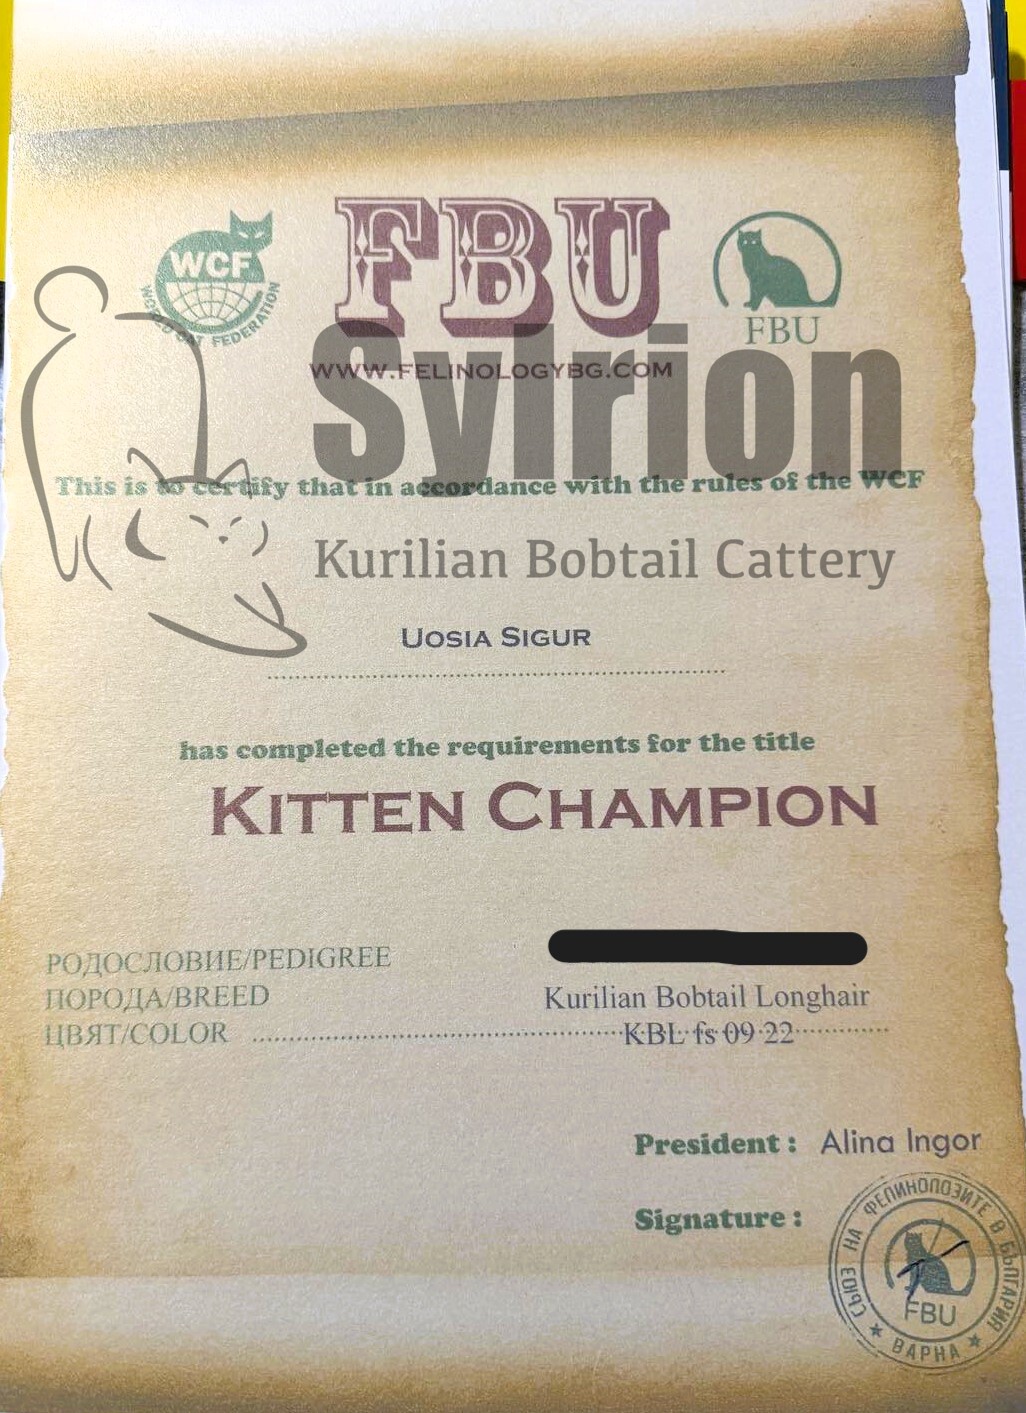 WCF
WORLD CAT FEDERATION
FBU
FBU
WWW.FELINOLOGYBG.COM
Sylrion
This is to certify that in accordance with the rules of the WCF
Kurilian Bobtail Cattery
UOSIA SIGUR
has completed the requirements for the title
KITTEN CHAMPION
РОДОСЛОВИЕ/PEDIGREE
ПОРОДА/BREED Kurilian Bobtail Longhair
ЦВЯТ/COLOR KBL fs 09 22
President: Alina Ingor
Signature:
СЪЮЗ НА ФЕЛИНОЛОЗИТЕ В БЪЛГАРИЯ
FBU
ВАРНА